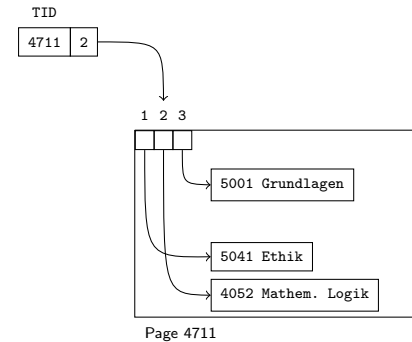 TID
4711 2
1 2 3
5001 Grundlagen
5041 Ethik
4052 Mathem. Logik
Page 4711